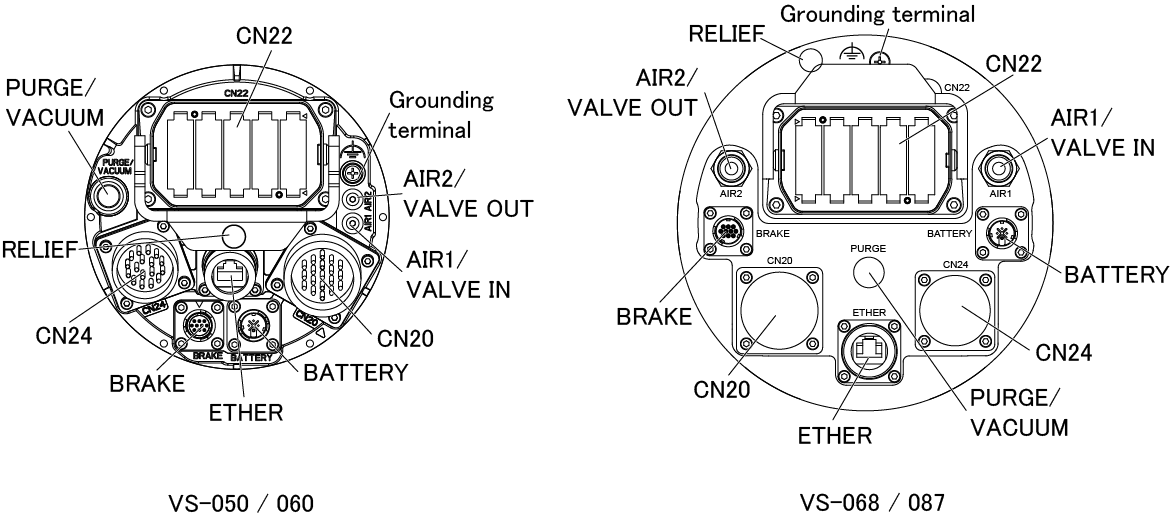 CN22
PURGE/
VACUUM
CN22
Grounding
terminal
PURGE/
VACUUM
AIR2/
VALVE OUT
AIR2
AIR1
RELIEF
AIR1/
VALVE IN
CN24
CN20
CN24
CN20
BRAKE
BATTERY
BRAKE
BATTERY
ETHER
VS-050 / 060
Grounding terminal
RELIEF
CN22
AIR2/
VALVE OUT
CN22
AIR1/
VALVE IN
AIR2
AIR1
BRAKE
BATTERY
PURGE
CN20
CN24
BATTERY
BRAKE
ETHER
CN24
CN20
PURGE/
VACUUM
ETHER
VS-068 / 087